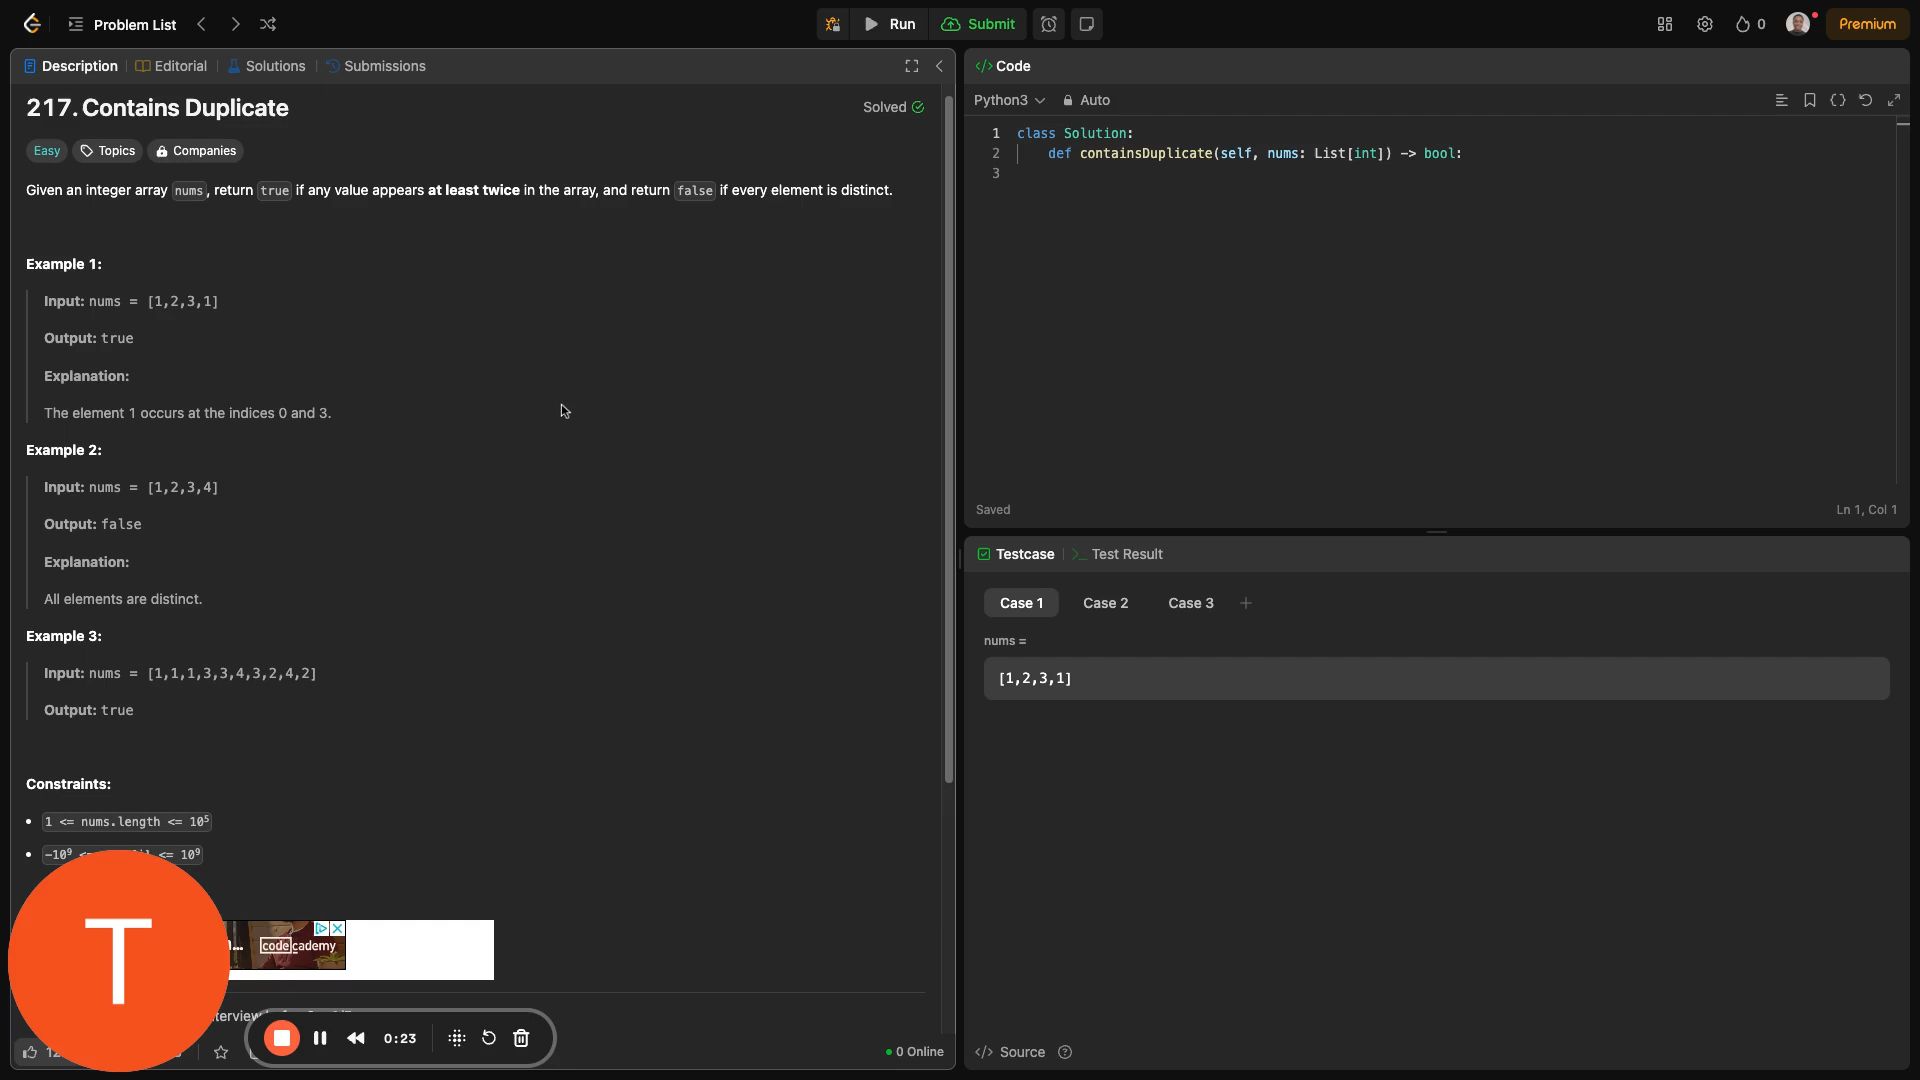 Problem List
Run
Submit
0
Premium
Description
Editorial
Solutions
Submissions
217. Contains Duplicate
Solved
Easy
Topics
Companies
Given an integer array nums, return true if any value appears at least twice in the array, and return false if every element is distinct.
Example 1:
Input: nums = [1,2,3,1]
Output: true
Explanation:
The element 1 occurs at the indices 0 and 3.
Example 2:
Input: nums = [1,2,3,4]
Output: false
Explanation:
All elements are distinct.
Example 3:
Input: nums = [1,1,1,3,3,4,3,2,4,2]
Output: true
Constraints:
1 <= nums.length <= 10⁵
-10⁹ <= 10⁹
T
codecademy
0:23
0 Online
</> Code
Python3
Auto
1 class Solution:
2 def containsDuplicate(self, nums: List[int]) -> bool:
3
Saved
Ln 1, Col 1
Testcase
>_ Test Result
Case 1
Case 2
Case 3
+
nums =
[1,2,3,1]
</> Source